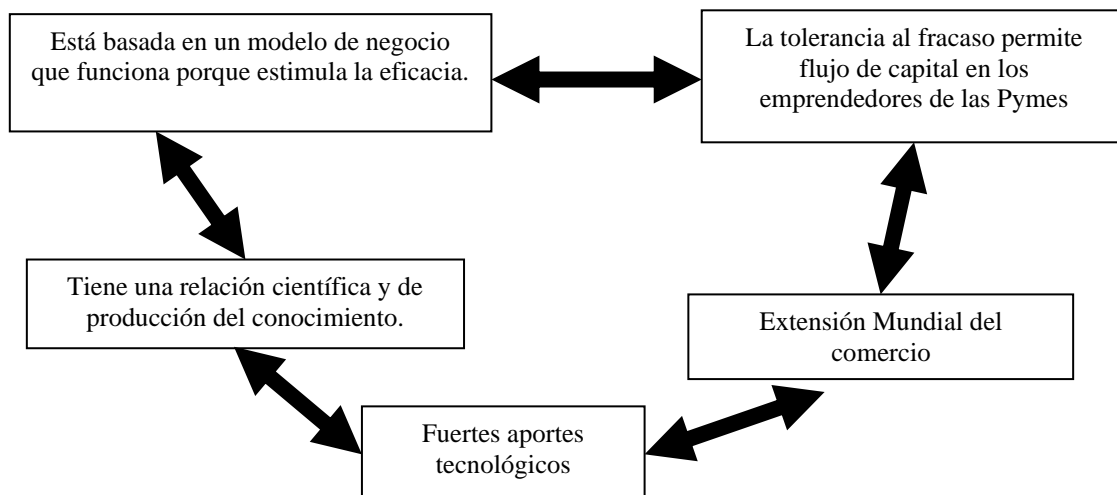 Está basada en un modelo de negocio
que funciona porque estimula la eficacia.
La tolerancia al fracaso permite
flujo de capital en los
emprendedores de las Pymes
Tiene una relación científica y de
producción del conocimiento.
Extensión Mundial del
comercio
Fuertes aportes
tecnológicos